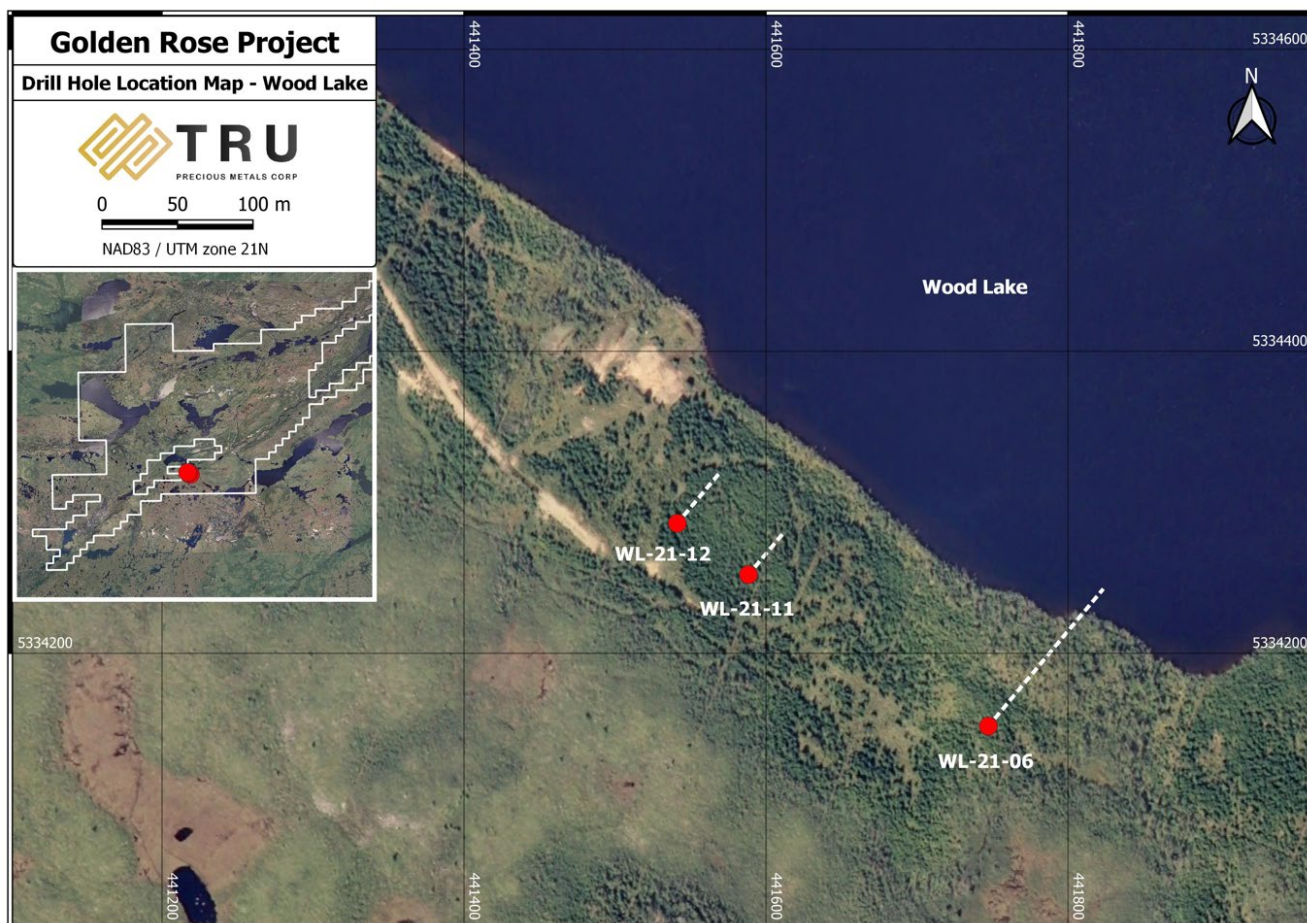 Golden Rose Project
Drill Hole Location Map - Wood Lake
TRU
PRECIOUS METALS CORP
0 50 100 m
NAD83 / UTM zone 21N
441400
441600
441800
5334600
N
Wood Lake
5334400
WL-21-12
WL-21-11
5334200
5334200
WL-21-06
441200
441400
441600
441800